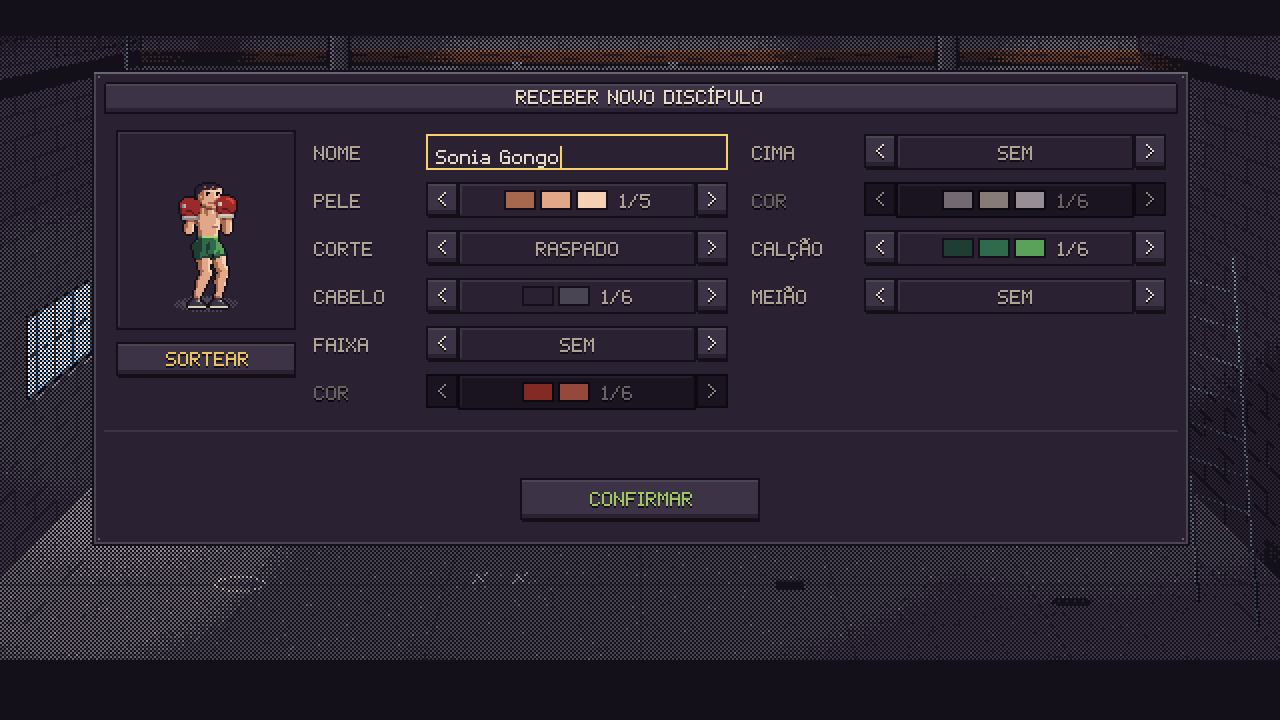 RECEBER NOVO DISCÍPULO
NOME
Sonia Gongo
PELE
1/5
CORTE
RASPADO
CABELO
1/6
FAIXA
SEM
COR
1/6
SORTEAR
CIMA
SEM
COR
1/6
CALÇÃO
1/6
MEIÃO
SEM
CONFIRMAR